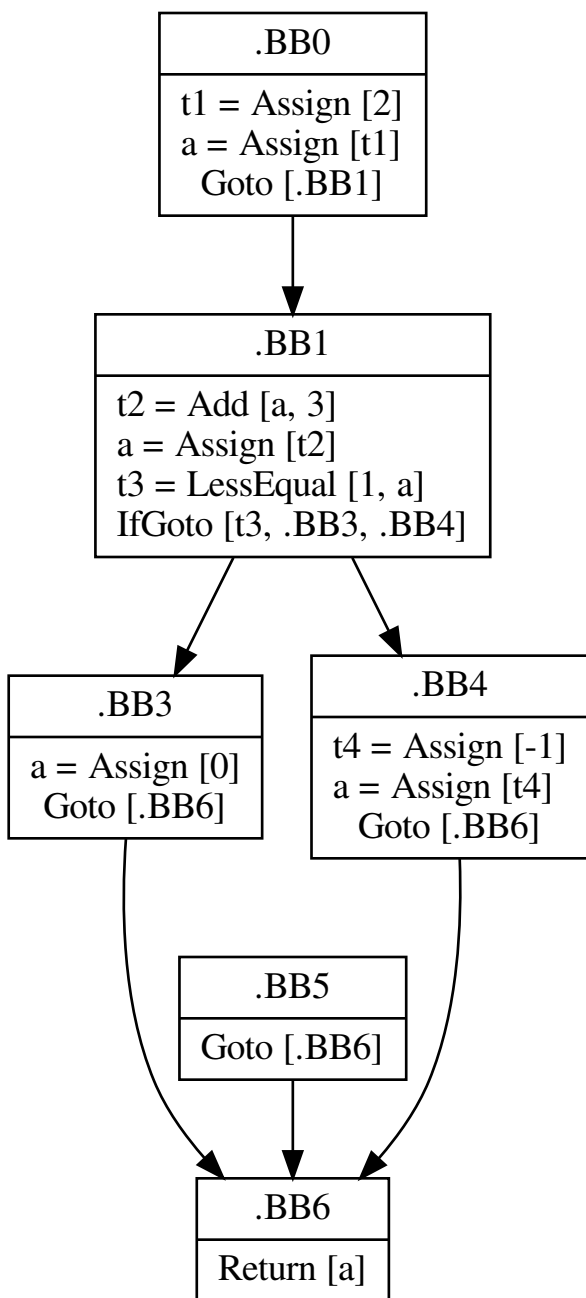 .BB0
t1 = Assign [2]
a = Assign [t1]
Goto [.BB1]
.BB1
t2 = Add [a, 3]
a = Assign [t2]
t3 = LessEqual [1, a]
IfGoto [t3, .BB3, .BB4]
.BB3
a = Assign [0]
Goto [.BB6]
.BB4
t4 = Assign [-1]
a = Assign [t4]
Goto [.BB6]
.BB5
Goto [.BB6]
.BB6
Return [a]